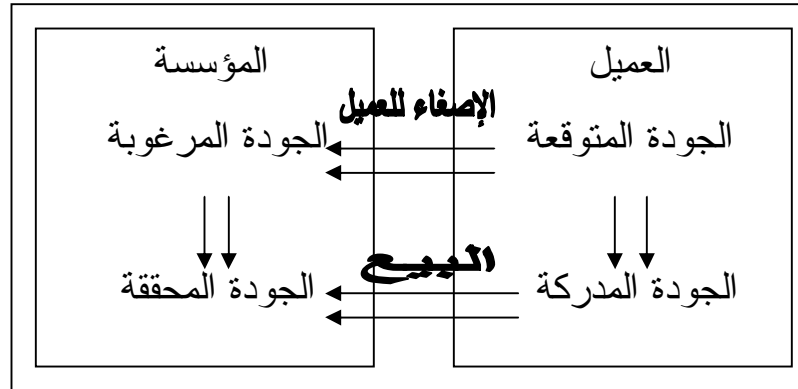 العميل
المؤسسة
الإصغاء للعميل
الجودة المتوقعة
الجودة المرغوبة
البيع
الجودة المدركة
الجودة المحققة